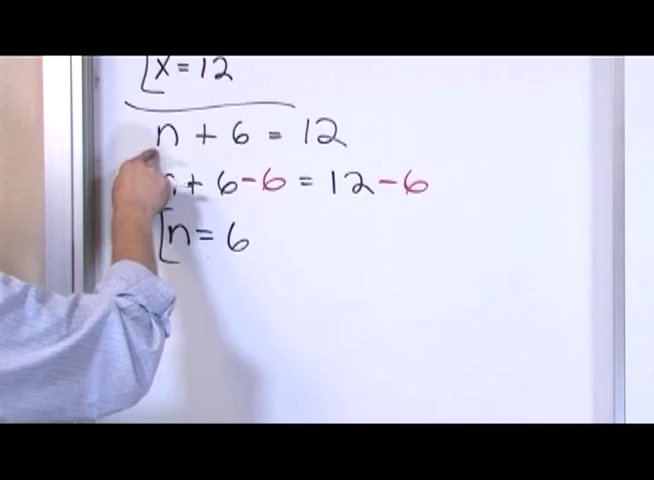 x = 12
n + 6 = 12
n + 6 - 6 = 12 - 6
n = 6